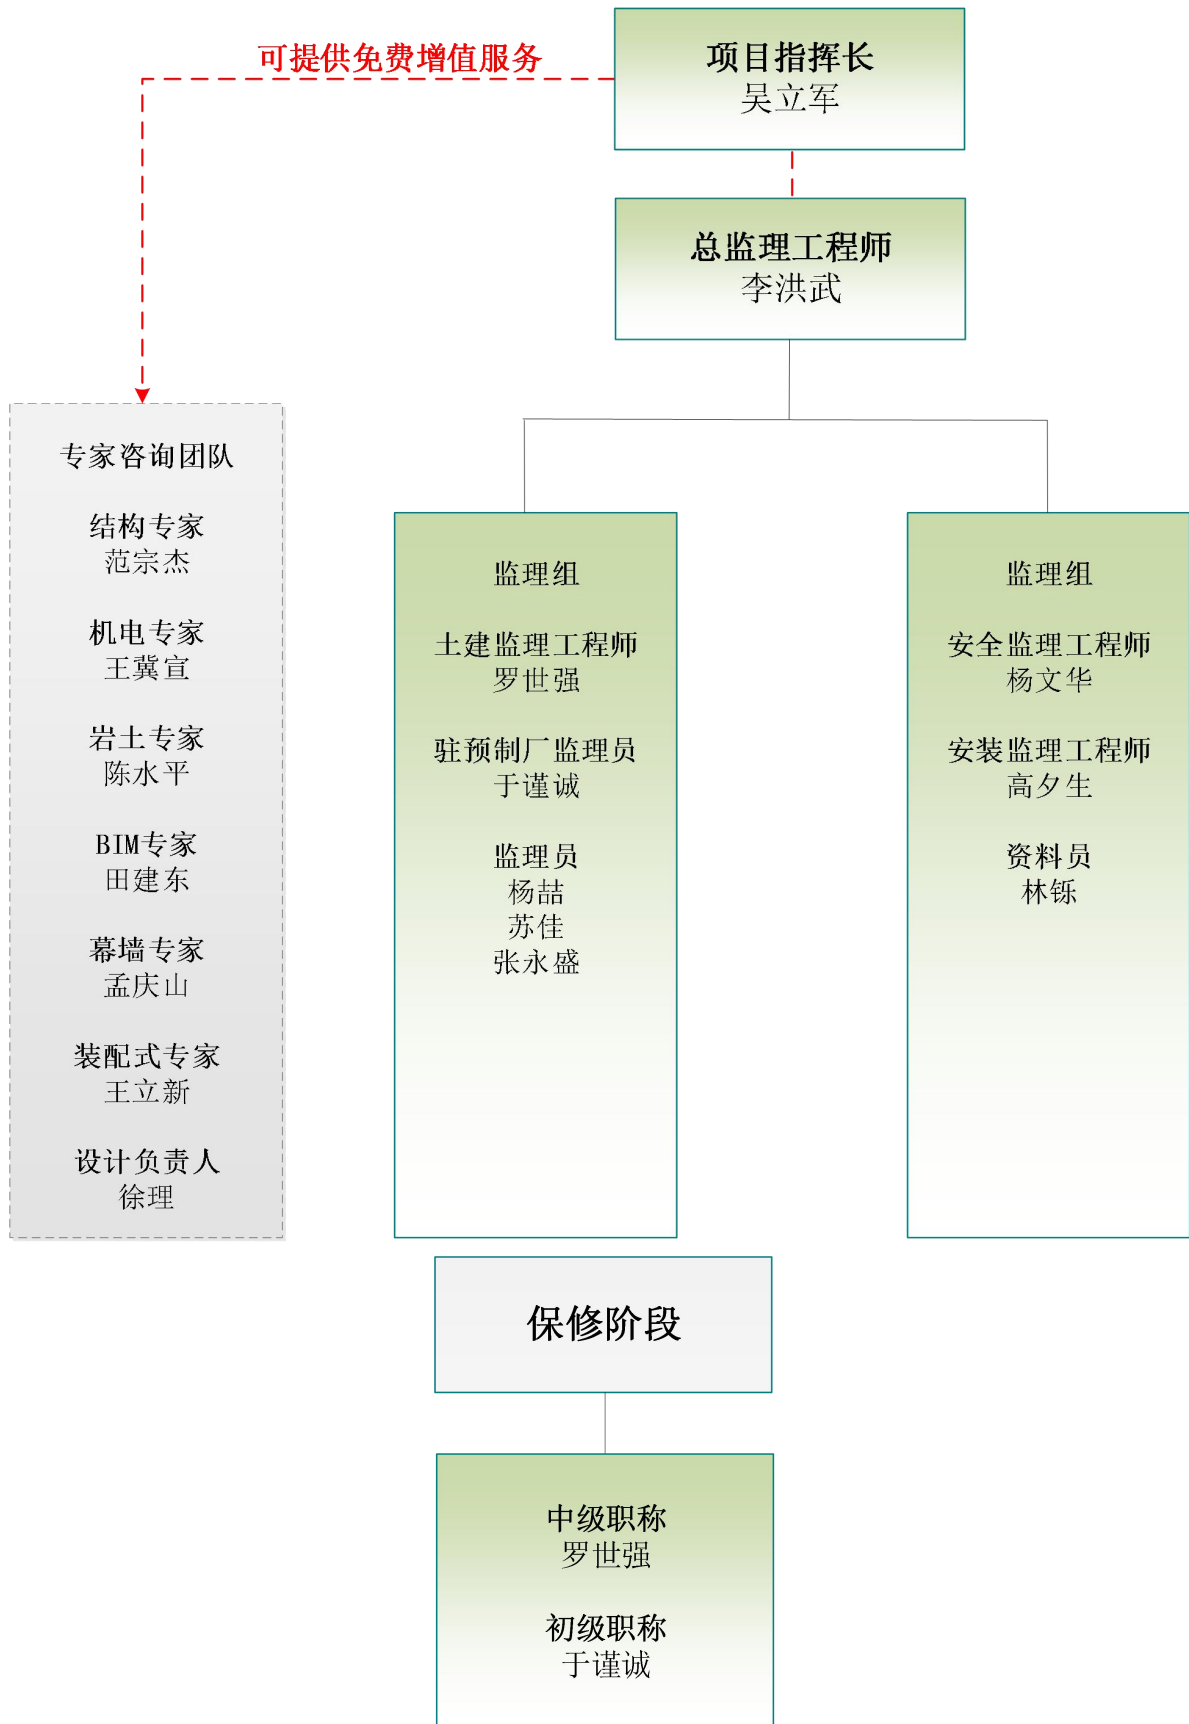 可提供免费增值服务
项目指挥长
吴立军
总监理工程师
李洪武
专家咨询团队
结构专家
范宗杰
机电专家
王冀宣
岩土专家
陈水平
BIM专家
田建东
幕墙专家
孟庆山
装配式专家
王立新
设计负责人
徐理
监理组
土建监理工程师
罗世强
驻预制厂监理员
于谨诚
监理员
杨喆
苏佳
张永盛
监理组
安全监理工程师
杨文华
安装监理工程师
高夕生
资料员
林铄
保修阶段
中级职称
罗世强
初级职称
于谨诚